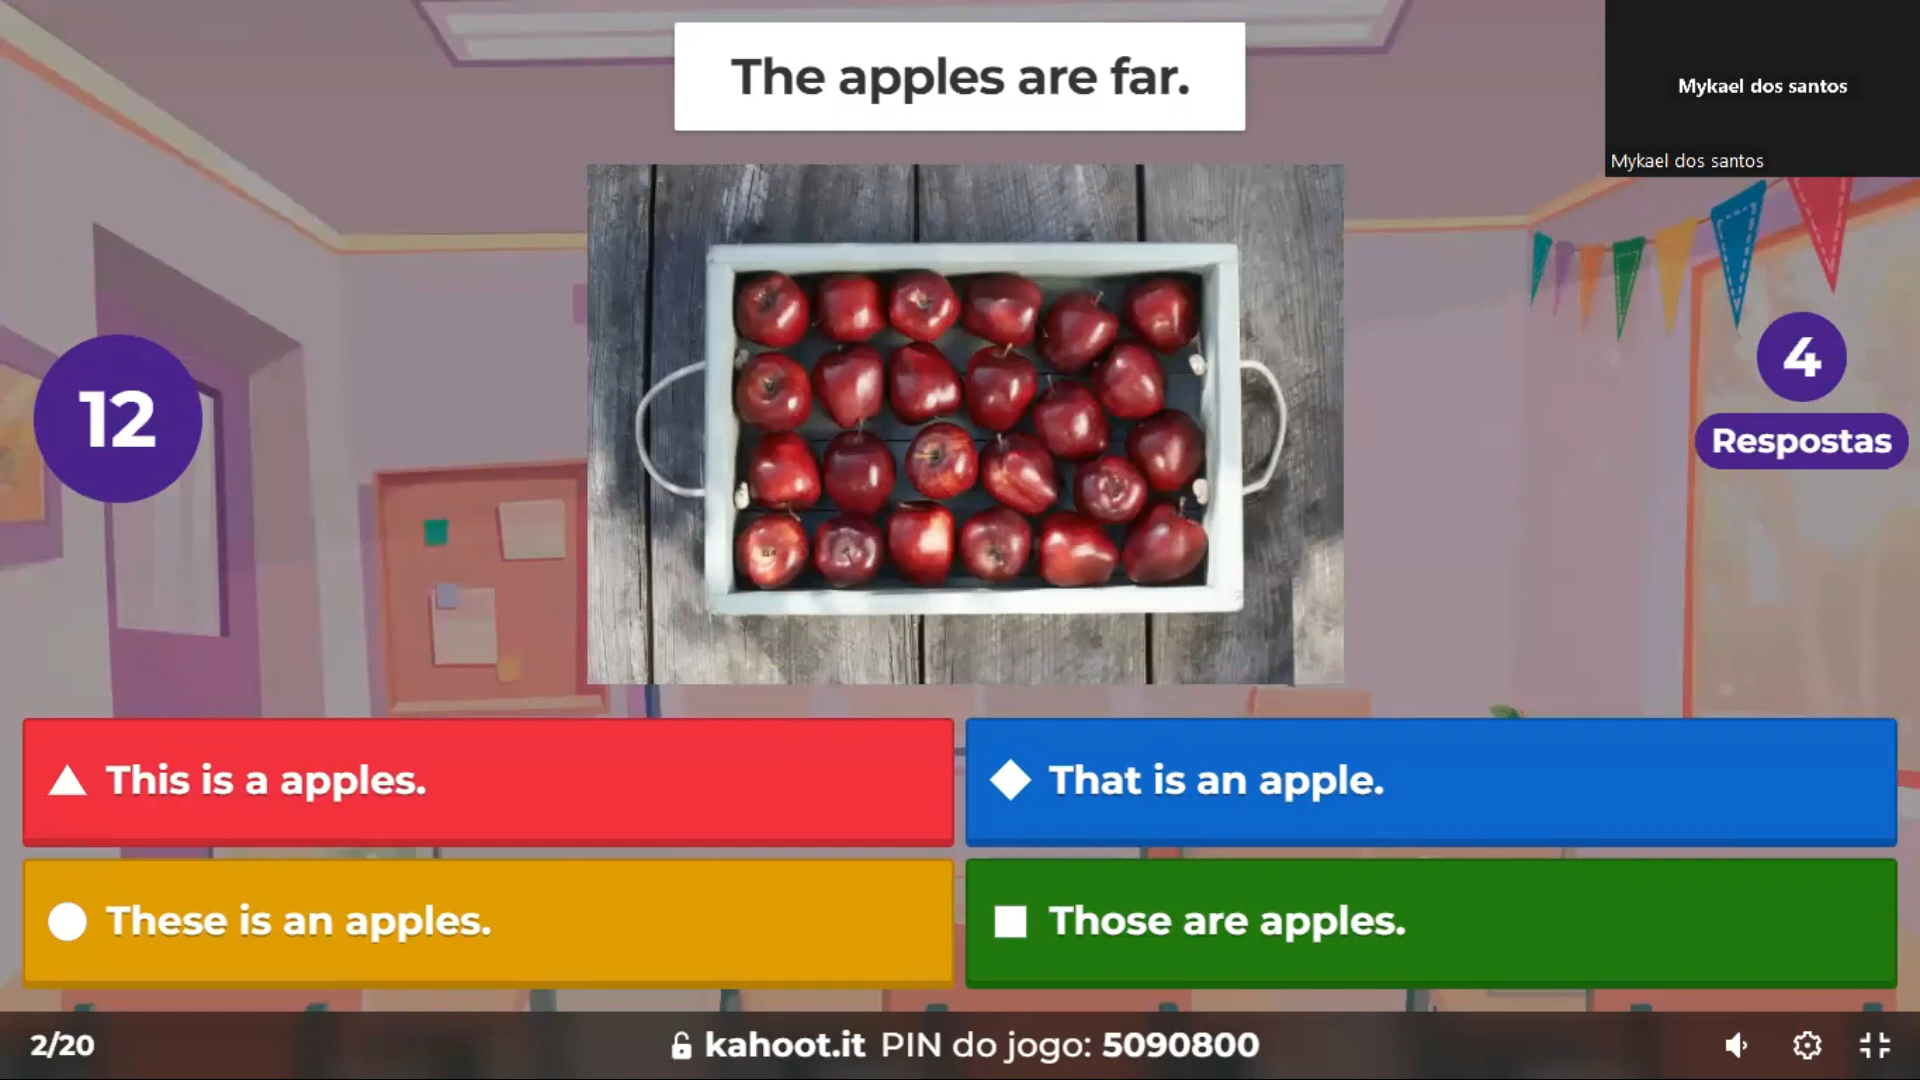 The apples are far.
Mykael dos santos
Mykael dos santos
12
4
Respostas
This is a apples.
That is an apple.
These is an apples.
Those are apples.
2/20
kahoot.it PIN do jogo: 5090800